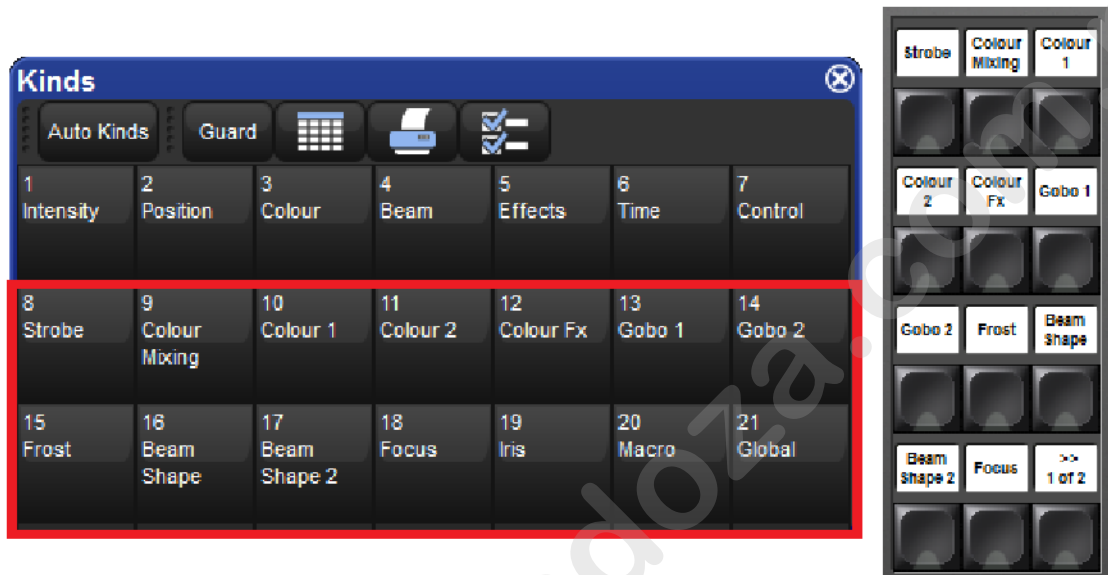 Kinds
Auto Kinds Guard
1 2 3 4 5 6 7
Intensity Position Colour Beam Effects Time Control
8 9 10 11 12 13 14
Strobe Colour Colour 1 Colour 2 Colour Fx Gobo 1 Gobo 2
Mixing
15 16 17 18 19 20 21
Frost Beam Beam Focus Iris Macro Global
Shape Shape 2
Strobe Colour Colour
Mixing 1
Colour Colour Gobo 1
2 Fx
Gobo 2 Frost Beam
Shape
Beam Focus >>
Shape 2 1 of 2
doza.com